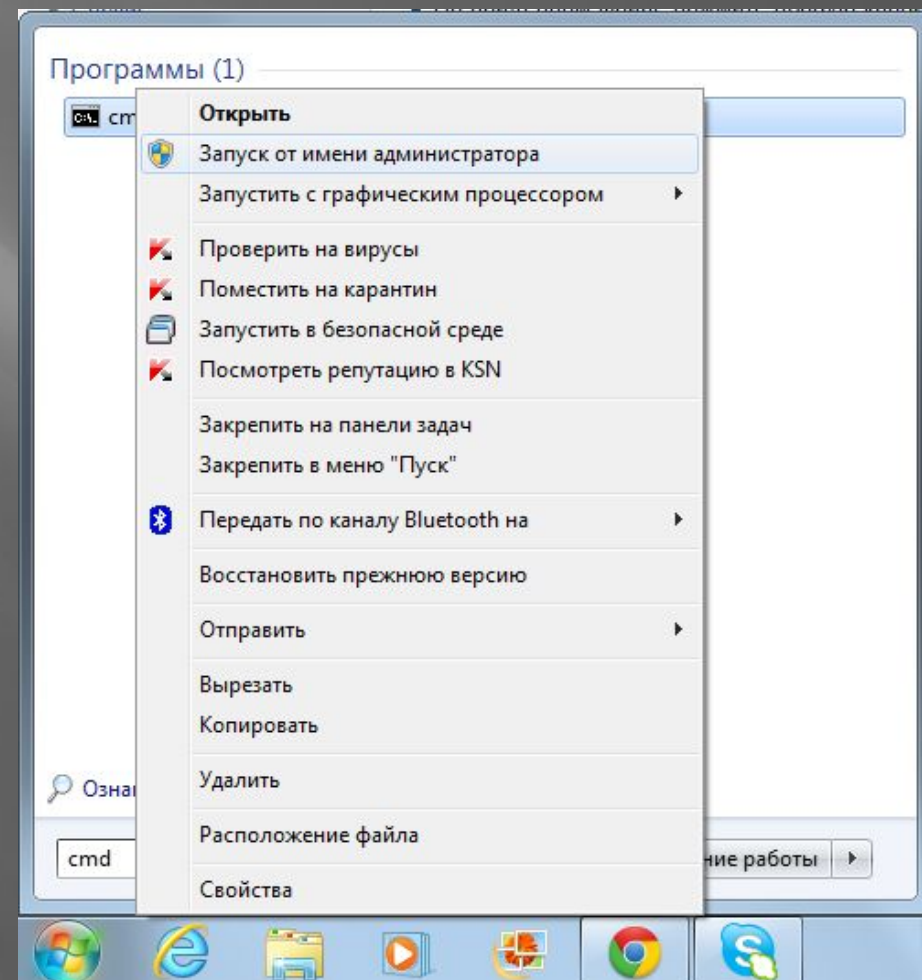 Программы (1)
Открыть
Запуск от имени администратора
Запустить с графическим процессором
Проверить на вирусы
Поместить на карантин
Запустить в безопасной среде
Посмотреть репутацию в KSN
Закрепить на панели задач
Закрепить в меню "Пуск"
Передать по каналу Bluetooth на
Восстановить прежнюю версию
Отправить
Вырезать
Копировать
Удалить
Расположение файла
Свойства
cmd
ние работы